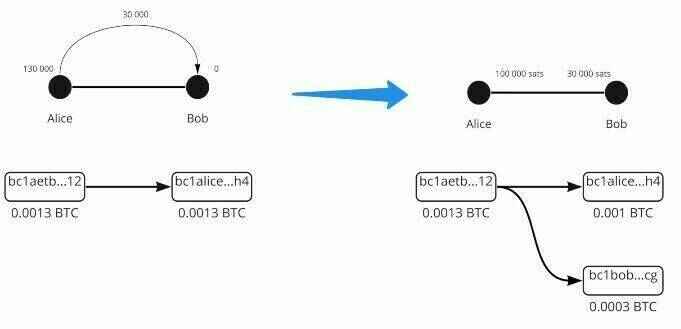 30 000
130 000
0
Alice
Bob
100 000 sats
30 000 sats
Alice
Bob
bc1aetb...12
bc1alice...h4
0.0013 BTC
0.0013 BTC
bc1aetb...12
bc1alice...h4
0.0013 BTC
0.001 BTC
bc1bob...cg
0.0003 BTC